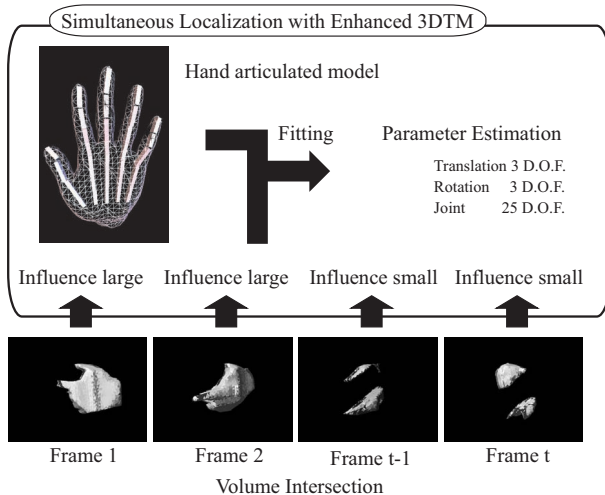 Simultaneous Localization with Enhanced 3DTM
Hand articulated model
Fitting
Parameter Estimation
Translation 3 D.O.F.
Rotation 3 D.O.F.
Joint 25 D.O.F.
Influence large Influence large Influence small Influence small
Frame 1 Frame 2 Frame t-1 Frame t
Volume Intersection